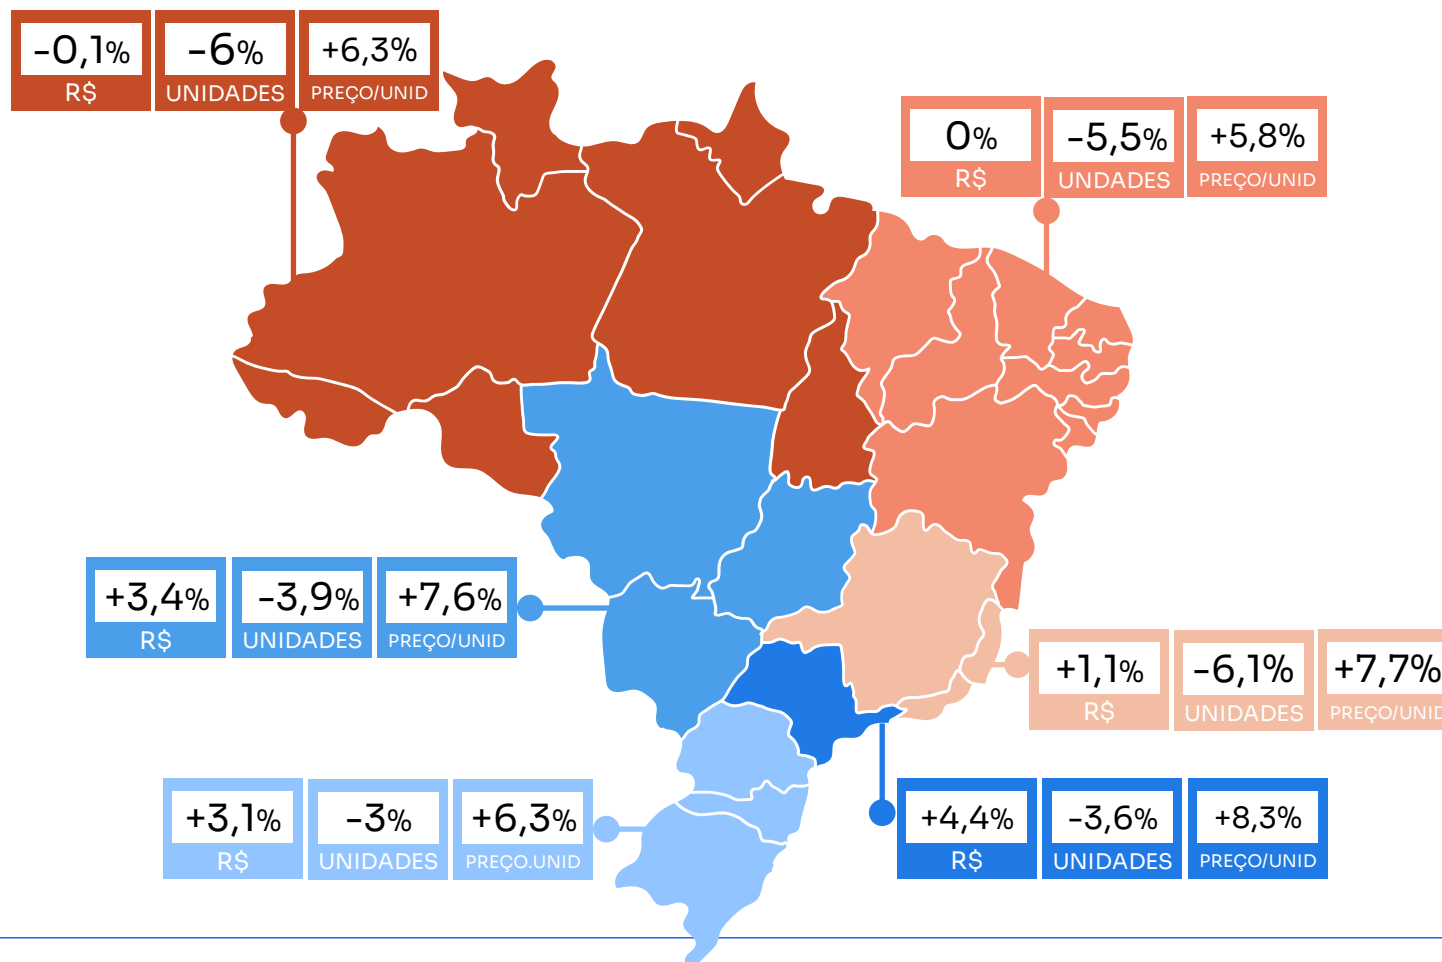 -0,1% -6% +6,3%
R$ UNIDADES PREÇO/UNID
0% -5,5% +5,8%
R$ UNDADES PREÇO/UNID
+3,4% -3,9% +7,6%
R$ UNIDADES PREÇO/UNID
+1,1% -6,1% +7,7%
R$ UNIDADES PREÇO/UNID
+3,1% -3% +6,3%
R$ UNIDADES PREÇO.UNID
+4,4% -3,6% +8,3%
R$ UNIDADES PREÇO/UNID